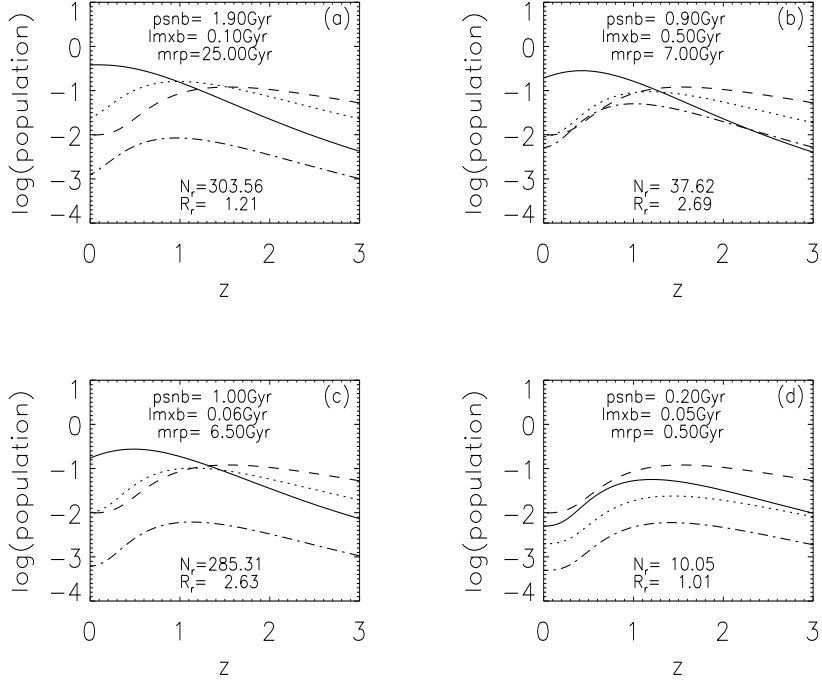 psnb= 1.90Gyr (a)
lmxb= 0.10Gyr
mrp= 25.00Gyr
log(population)
1
0
−1
−2
−3
−4
N_r=303.56
R_r= 1.21
0 1 2 3
z
psnb= 0.90Gyr (b)
lmxb= 0.50Gyr
mrp= 7.00Gyr
log(population)
1
0
−1
−2
−3
−4
N_r= 37.62
R_r= 2.69
0 1 2 3
z
psnb= 1.00Gyr (c)
lmxb= 0.06Gyr
mrp= 6.50Gyr
log(population)
1
0
−1
−2
−3
−4
N_r=285.31
R_r= 2.63
0 1 2 3
z
psnb= 0.20Gyr (d)
lmxb= 0.05Gyr
mrp= 0.50Gyr
log(population)
1
0
−1
−2
−3
−4
N_r= 10.05
R_r= 1.01
0 1 2 3
z